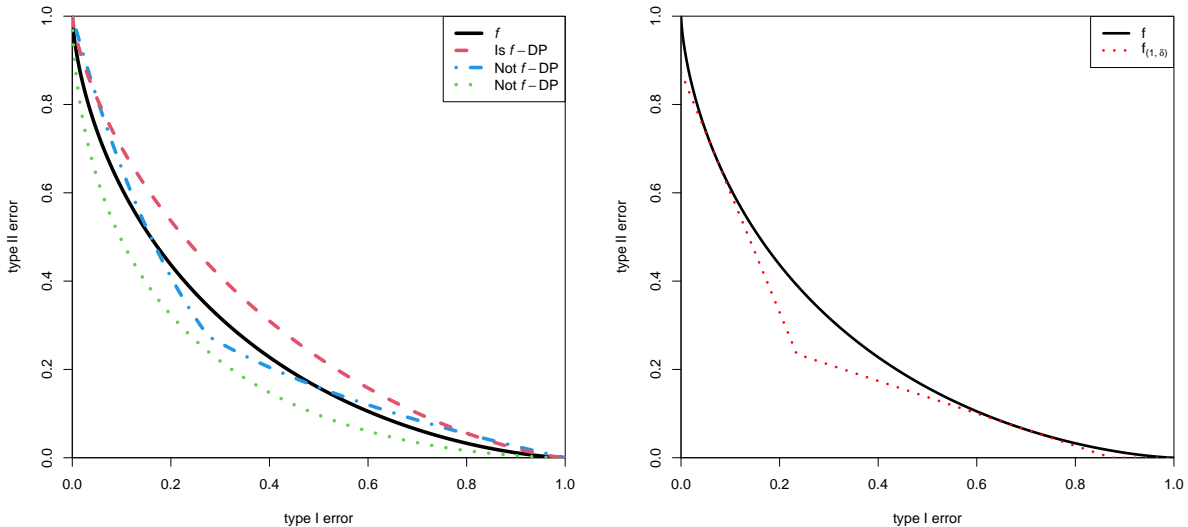 1.0
0.8
0.6
0.4
0.2
0.0
type II error
0.0 0.2 0.4 0.6 0.8 1.0
type I error
f
Is f − DP
Not f − DP
Not f − DP
1.0
0.8
0.6
0.4
0.2
0.0
type II error
0.0 0.2 0.4 0.6 0.8 1.0
type I error
f
f(1, δ)